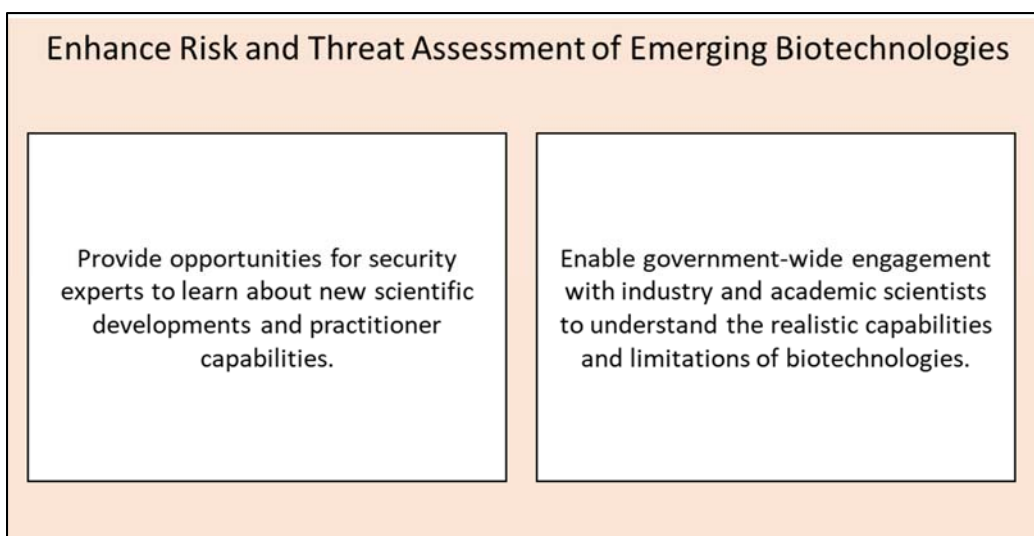 Enhance Risk and Threat Assessment of Emerging Biotechnologies
Provide opportunities for security
experts to learn about new scientific
developments and practitioner
capabilities.
Enable government-wide engagement
with industry and academic scientists
to understand the realistic capabilities
and limitations of biotechnologies.